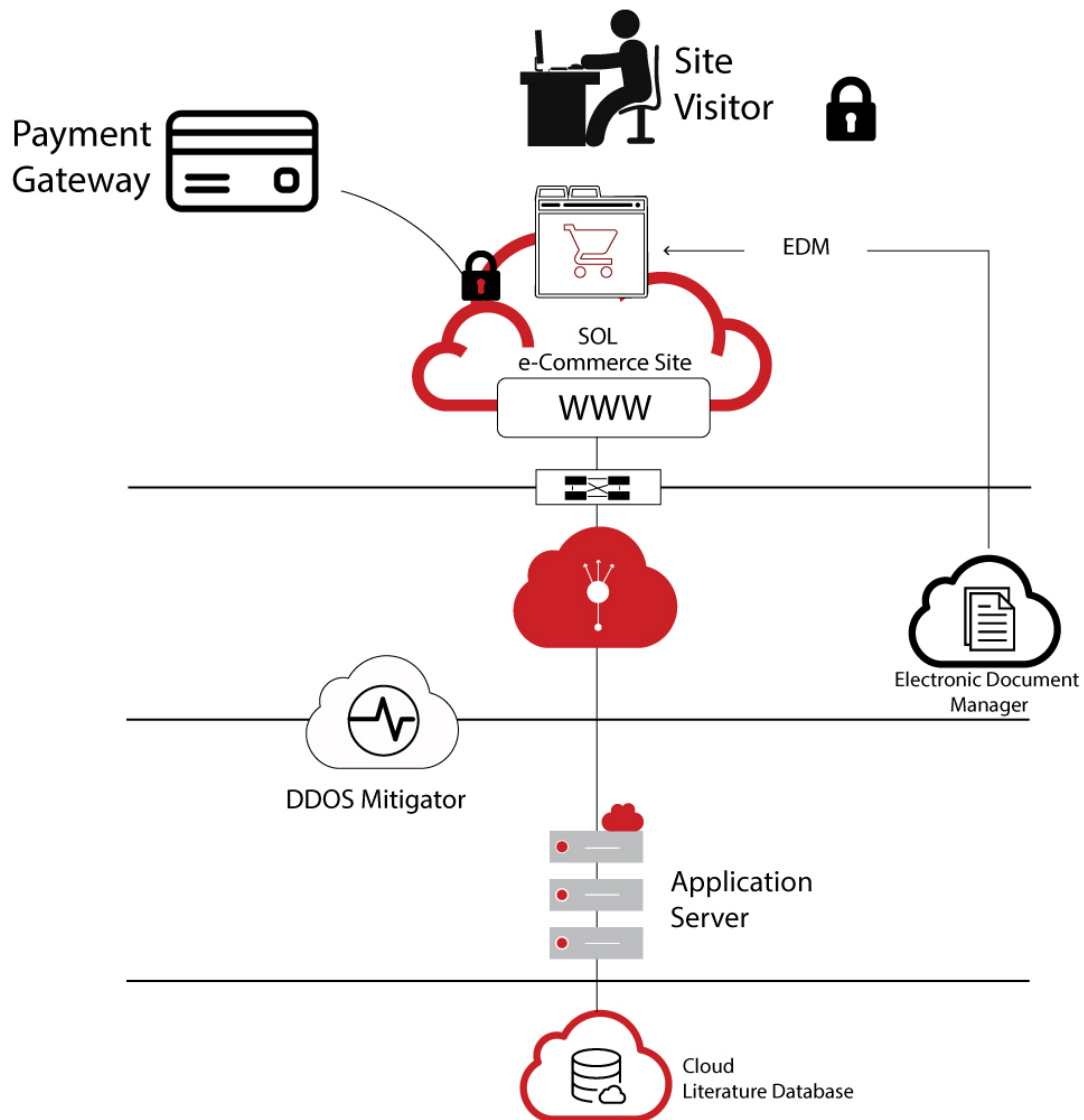 Site
Visitor
Payment
Gateway
EDM
SOL
e-Commerce Site
WWW
Electronic Document
Manager
DDOS Mitigator
Application
Server
Cloud
Literature Database